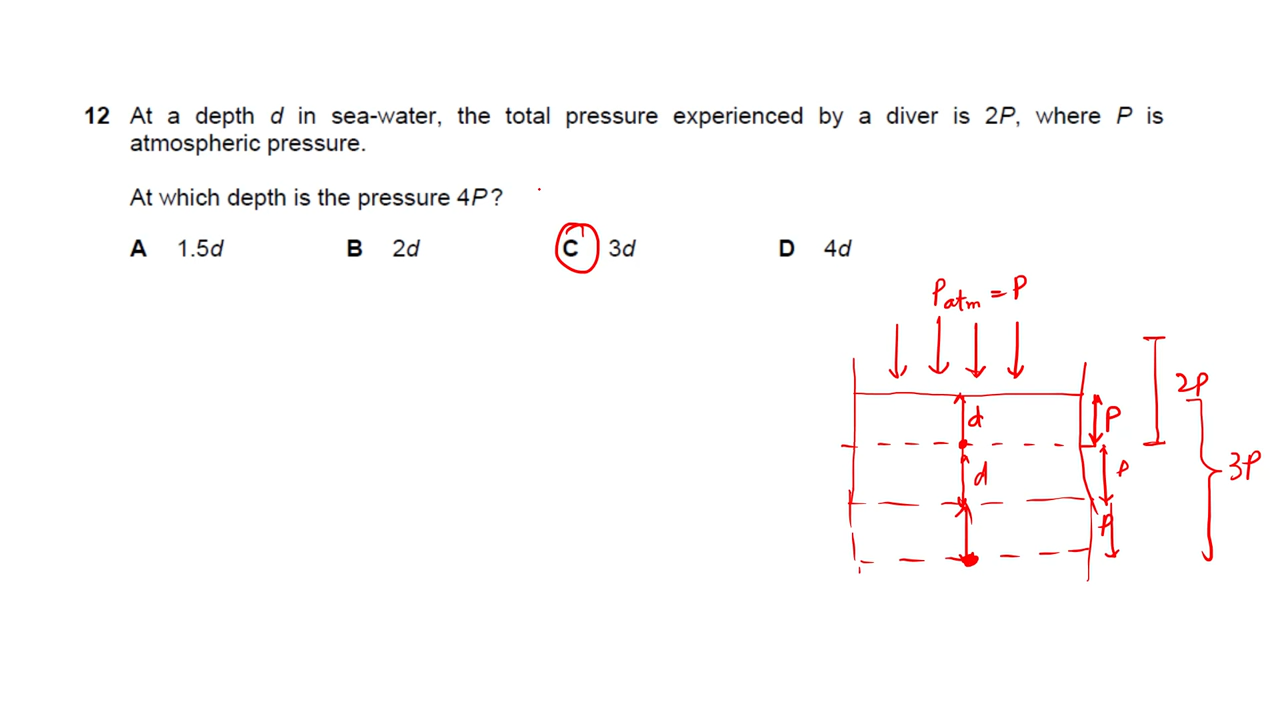 12 At a depth d in sea-water, the total pressure experienced by a diver is 2P, where P is
atmospheric pressure.
At which depth is the pressure 4P?
A 1.5d B 2d C 3d D 4d
Patm = P
2P
d P
3P
d P
P